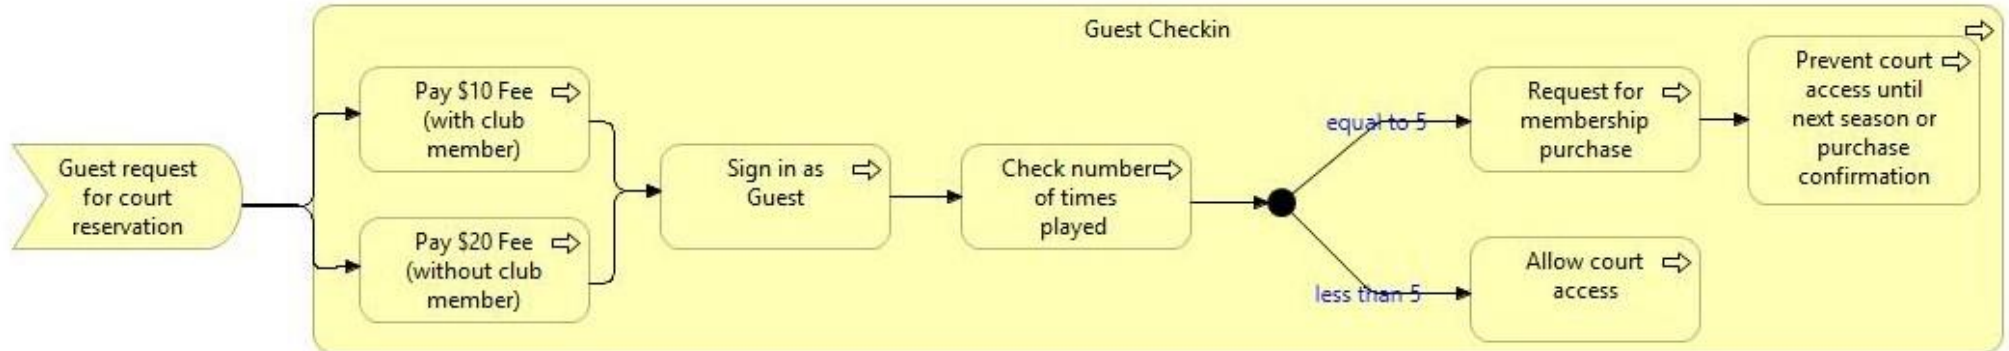 Guest Checkin
Guest request
for court
reservation
Pay $10 Fee
(with club
member)
Pay $20 Fee
(without club
member)
Sign in as
Guest
Check number
of times
played
equal to 5
less than 5
Request for
membership
purchase
Prevent court
access until
next season or
purchase
confirmation
Allow court
access